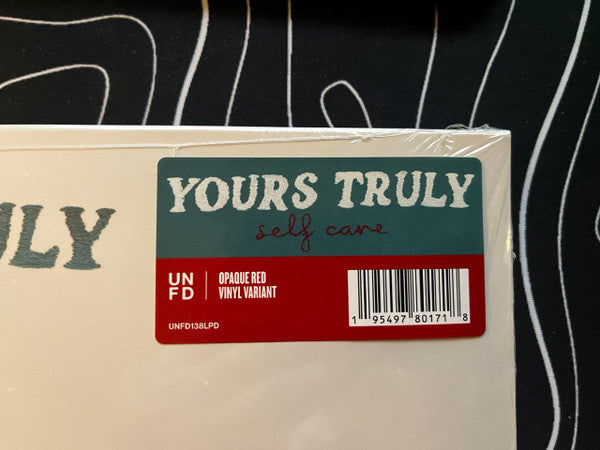 ULY
YOURS TRULY
self care
UN
FD
OPAQUE RED
VINYL VARIANT
UNFD138LPD
1 95497 80171 8